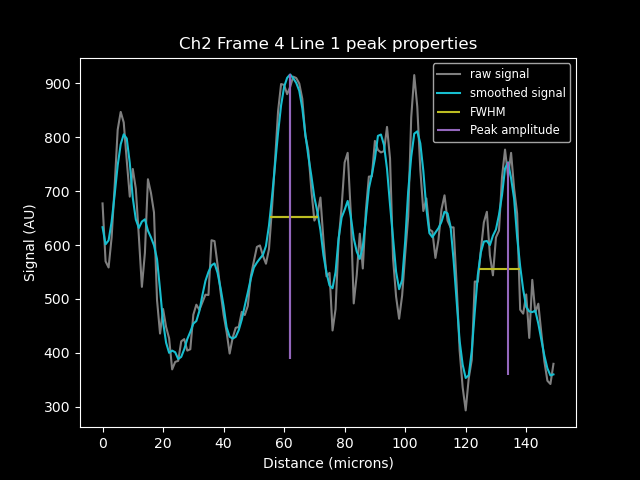 Ch2 Frame 4 Line 1 peak properties
raw signal
smoothed signal
FWHM
Peak amplitude
900
800
700
600
500
400
300
Signal (AU)
0 20 40 60 80 100 120 140
Distance (microns)